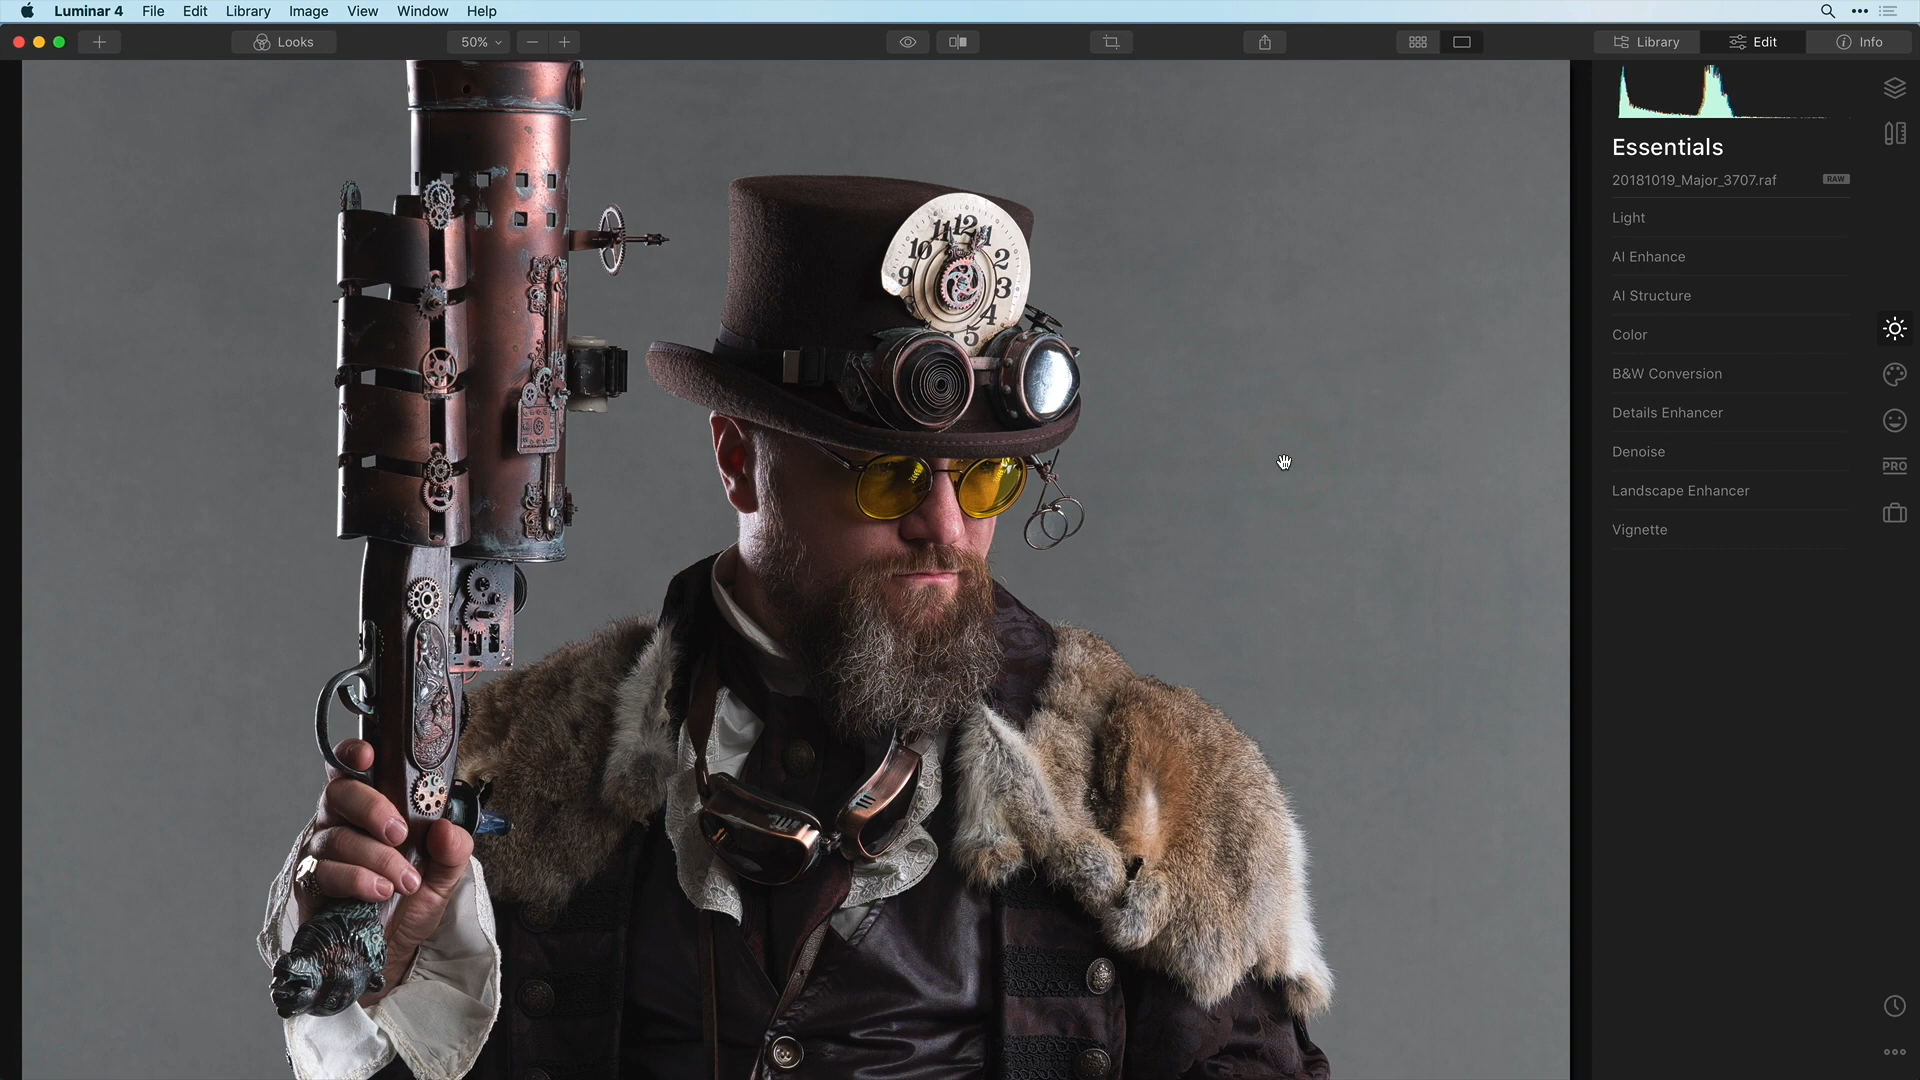 Luminar 4 File Edit Library Image View Window Help
Looks 50% Library Edit Info
Essentials
20181019_Major_3707.raf RAW
Light
AI Enhance
AI Structure
Color
B&W Conversion
Details Enhancer
Denoise
Landscape Enhancer
Vignette
PRO
11 12 1
10 2
9 3
4
5